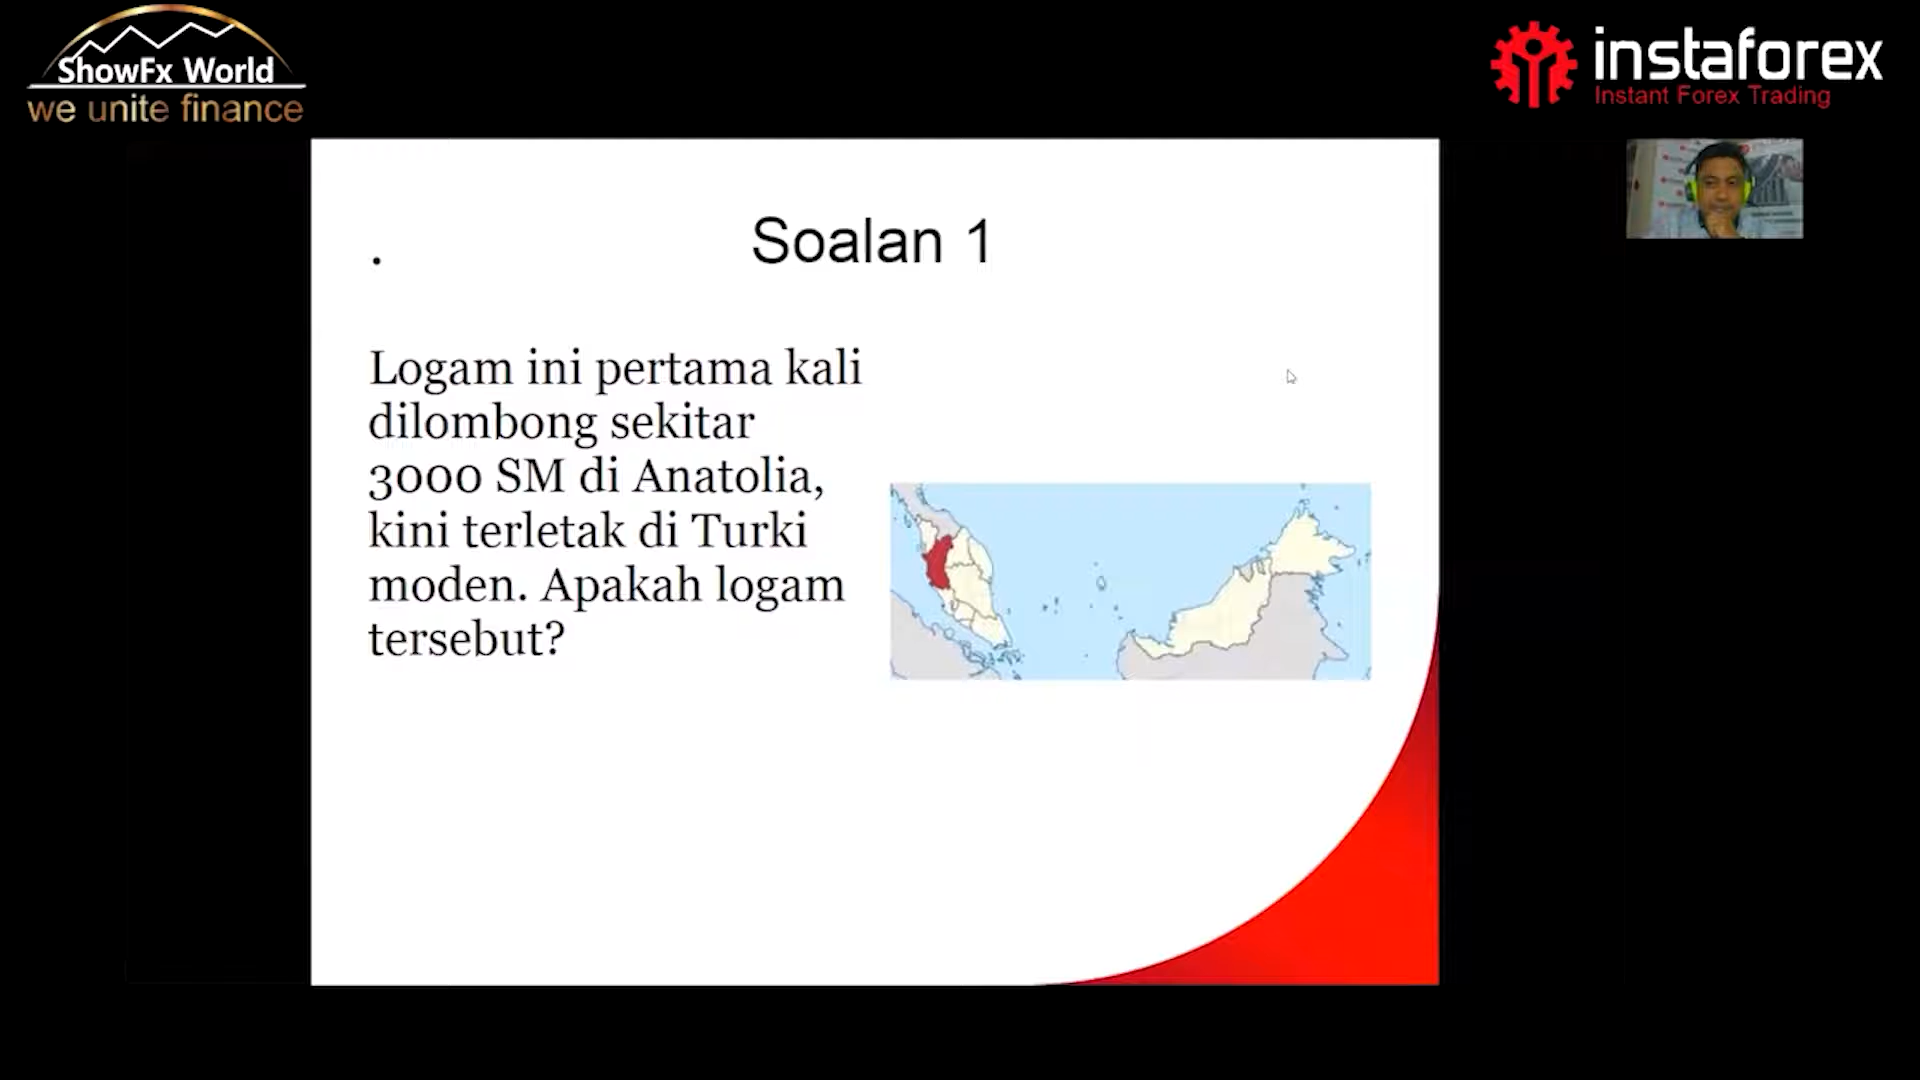 ShowFx World
we unite finance
instaforex
Instant Forex Trading
. Soalan 1
Logam ini pertama kali
dilombong sekitar
3000 SM di Anatolia,
kini terletak di Turki
moden. Apakah logam
tersebut?